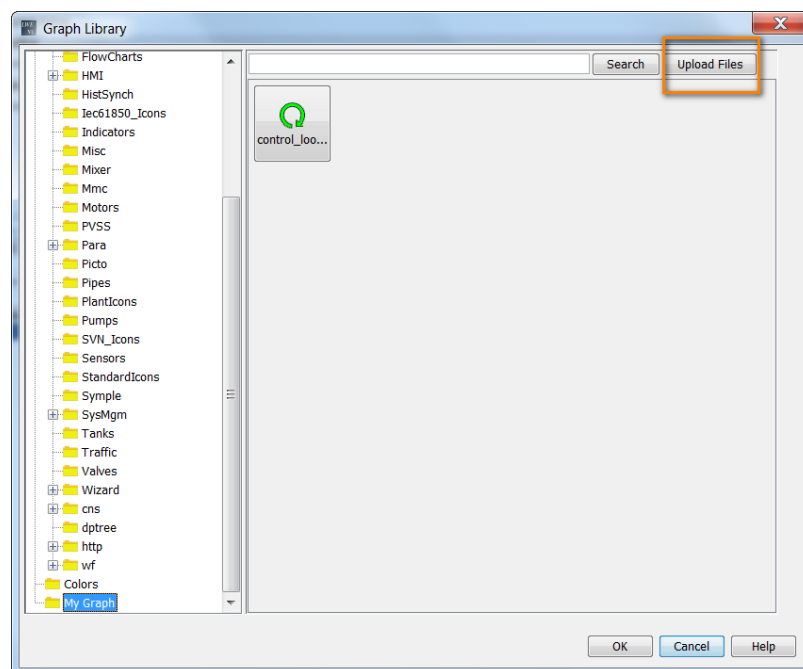 Graph Library
FlowCharts
HMI
HistSynch
Iec61850_Icons
Indicators
Misc
Mixer
Mmc
Motors
PVSS
Para
Picto
Pipes
PlantIcons
Pumps
SVN_Icons
Sensors
StandardIcons
Symple
SysMgm
Tanks
Traffic
Valves
Wizard
cns
dptree
http
wf
Colors
My Graph
Search
Upload Files
control_loo...
OK
Cancel
Help